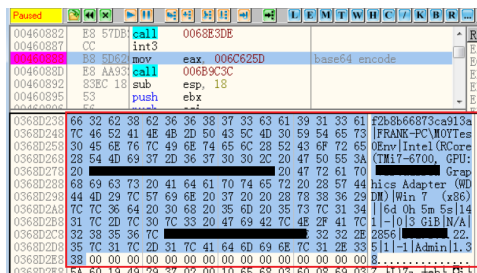 Paused L E M T W H C / K B R ...
00460882 E8 57DB call 0068E3DE
00460887 CC int3
00460888 B8 5D62 mov eax, 006C625D base64 encode
0046088D E8 AA93 call 006B9C3C
00460892 83EC 18 sub esp, 18
00460895 53 push ebx
0368D238 66 32 62 38 62 36 36 38 37 33 63 61 39 31 33 61 f2b8b66873ca913a
0368D248 7C 46 52 41 4E 4B 2D 50 43 5C 4D 30 59 54 65 73 |FRANK-PC\M0YTes
0368D258 30 45 6E 76 7C 49 6E 74 65 6C 28 52 43 6F 72 65 0Env|Intel(RCore
0368D268 28 54 4D 69 37 2D 36 37 30 30 2C 20 47 50 55 3A (TMi7-6700, GPU:
0368D278 20 47 72 61 70 Grap
0368D288 68 69 63 73 20 41 64 61 70 74 65 72 20 28 57 44 hics Adapter (WD
0368D298 44 4D 29 7C 57 69 6E 20 37 20 20 28 78 38 36 29 DM)|Win 7  (x86)
0368D2A8 7C 7C 36 64 20 30 68 20 35 6D 20 35 73 7C 31 34 ||6d 0h 5m 5s|14
0368D2B8 31 7C 2D 7C 30 7C 33 20 47 69 42 7C 4E 2F 41 7C 1|-|0|3 GiB|N/A|
0368D2C8 32 38 35 36 7C 32 32 2E 2856| 22.
0368D2D8 35 7C 31 7C 2D 31 7C 41 64 6D 69 6E 7C 31 2E 33 5|1|-1|Admin|1.3
0368D2E8 38 00 00 00 00 00 00 00 00 00 00 00 00 00 00 00 8...............